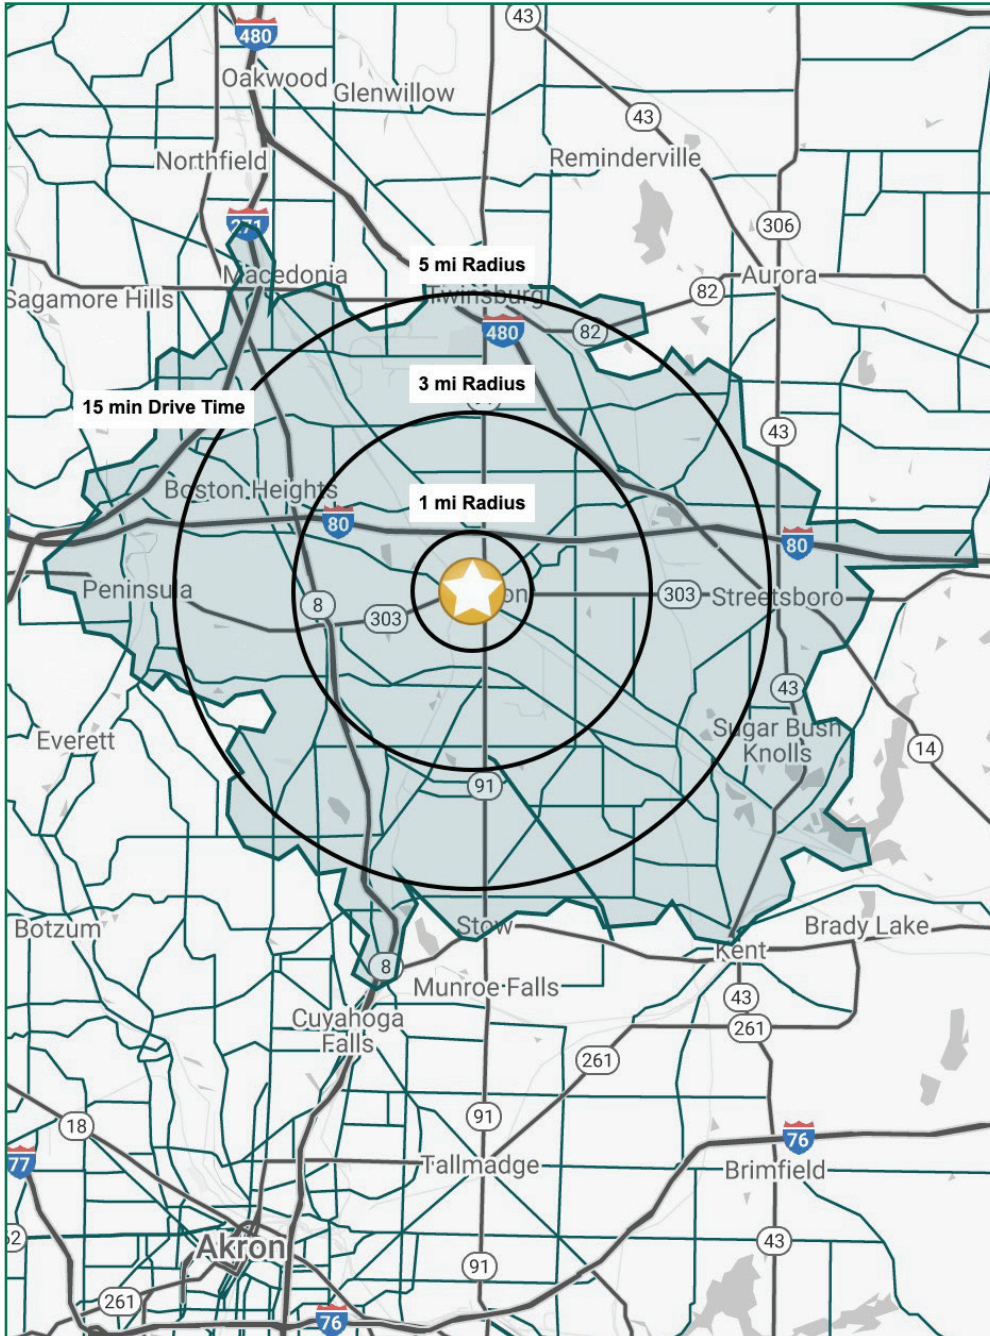 43
480
Oakwood
Glenwillow
43
Northfield
Reminderville
271
306
5 mi Radius
Macedonia
Aurora
82
Sagamore Hills
Twinsburg
480
82
3 mi Radius
15 min Drive Time
43
Boston Heights
1 mi Radius
80
80
Peninsula
303
Streetsboro
8
303
43
Sugar Bush
Knolls
Everett
14
91
Botzum
Stow
Brady Lake
Kent
8
Munroe Falls
43
Cuyahoga
Falls
261
261
91
18
76
77
Tallmadge
Brimfield
43
Akron
91
261
76